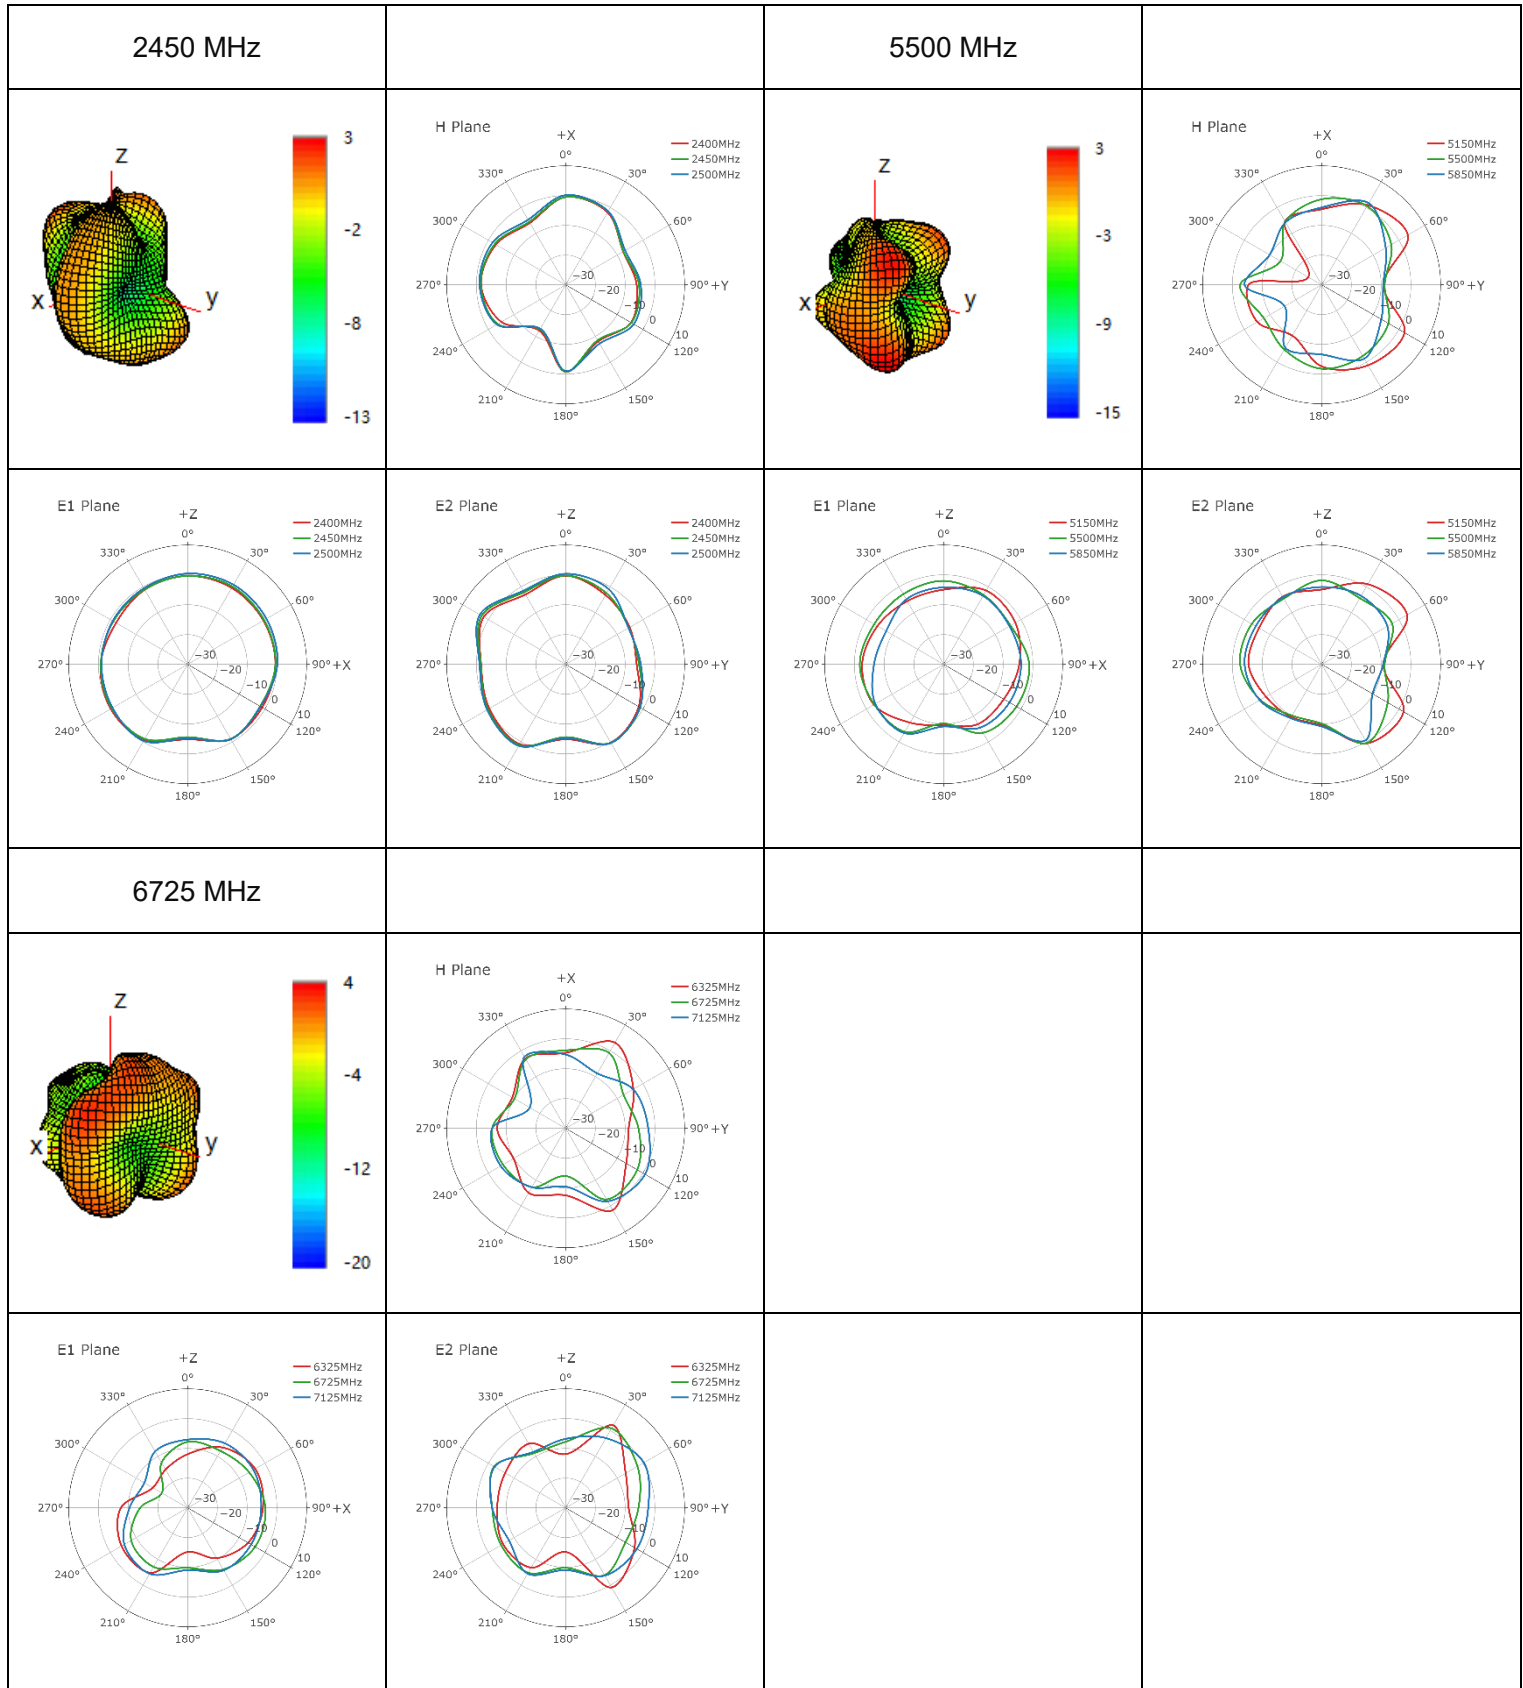 2450 MHz
5500 MHz
Z
X
y
3
-2
-8
-13
H Plane
+X
0°
30°
60°
90°+Y
120°
150°
180°
210°
240°
270°
300°
330°
−30
−20
−10
0
10
2400MHz
2450MHz
2500MHz
Z
X
y
3
-3
-9
-15
H Plane
+X
0°
30°
60°
90°+Y
120°
150°
180°
210°
240°
270°
300°
330°
−30
−20
−10
0
10
5150MHz
5500MHz
5850MHz
E1 Plane
+Z
0°
30°
60°
90°+X
120°
150°
180°
210°
240°
270°
300°
330°
−30
−20
−10
0
10
2400MHz
2450MHz
2500MHz
E2 Plane
+Z
0°
30°
60°
90°+Y
120°
150°
180°
210°
240°
270°
300°
330°
−30
−20
−10
0
10
2400MHz
2450MHz
2500MHz
E1 Plane
+Z
0°
30°
60°
90°+X
120°
150°
180°
210°
240°
270°
300°
330°
−30
−20
−10
0
10
5150MHz
5500MHz
5850MHz
E2 Plane
+Z
0°
30°
60°
90°+Y
120°
150°
180°
210°
240°
270°
300°
330°
−30
−20
−10
0
10
5150MHz
5500MHz
5850MHz
6725 MHz
Z
X
y
4
-4
-12
-20
H Plane
+X
0°
30°
60°
90°+Y
120°
150°
180°
210°
240°
270°
300°
330°
−30
−20
−10
0
10
6325MHz
6725MHz
7125MHz
E1 Plane
+Z
0°
30°
60°
90°+X
120°
150°
180°
210°
240°
270°
300°
330°
−30
−20
−10
0
10
6325MHz
6725MHz
7125MHz
E2 Plane
+Z
0°
30°
60°
90°+Y
120°
150°
180°
210°
240°
270°
300°
330°
−30
−20
−10
0
10
6325MHz
6725MHz
7125MHz